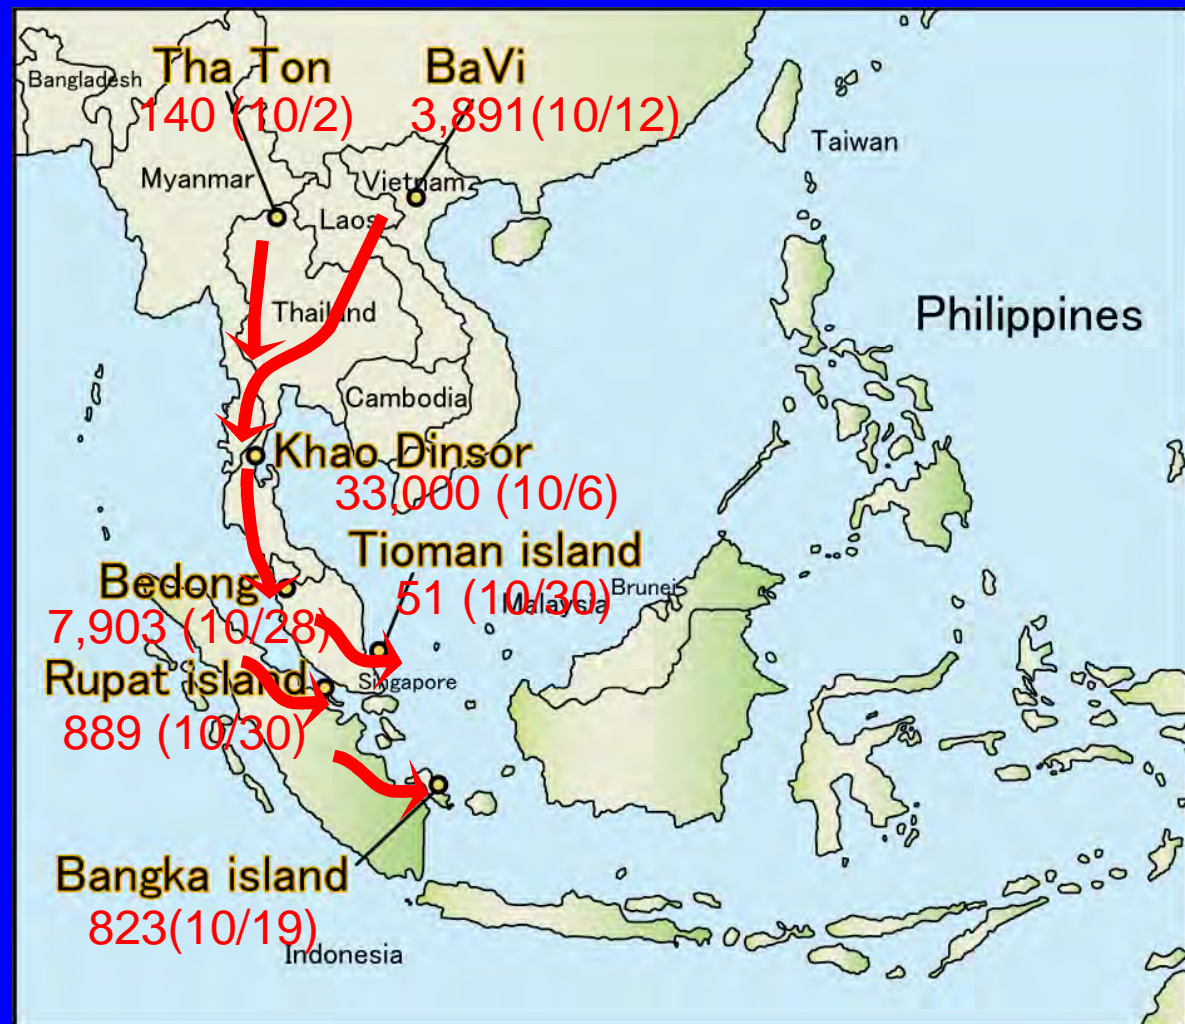 Tha Ton
BaVi
Bangladesh
140 (10/2)
3,891(10/12)
Taiwan
Myanmar
Vietnam
Laos
Thailand
Philippines
Cambodia
Khao Dinsor
33,000 (10/6)
Tioman island
Bedong
51 (10/30)
Brunei
Malaysia
7,903 (10/28)
Rupat island
Singapore
889 (10/30)
Bangka island
823(10/19)
Indonesia